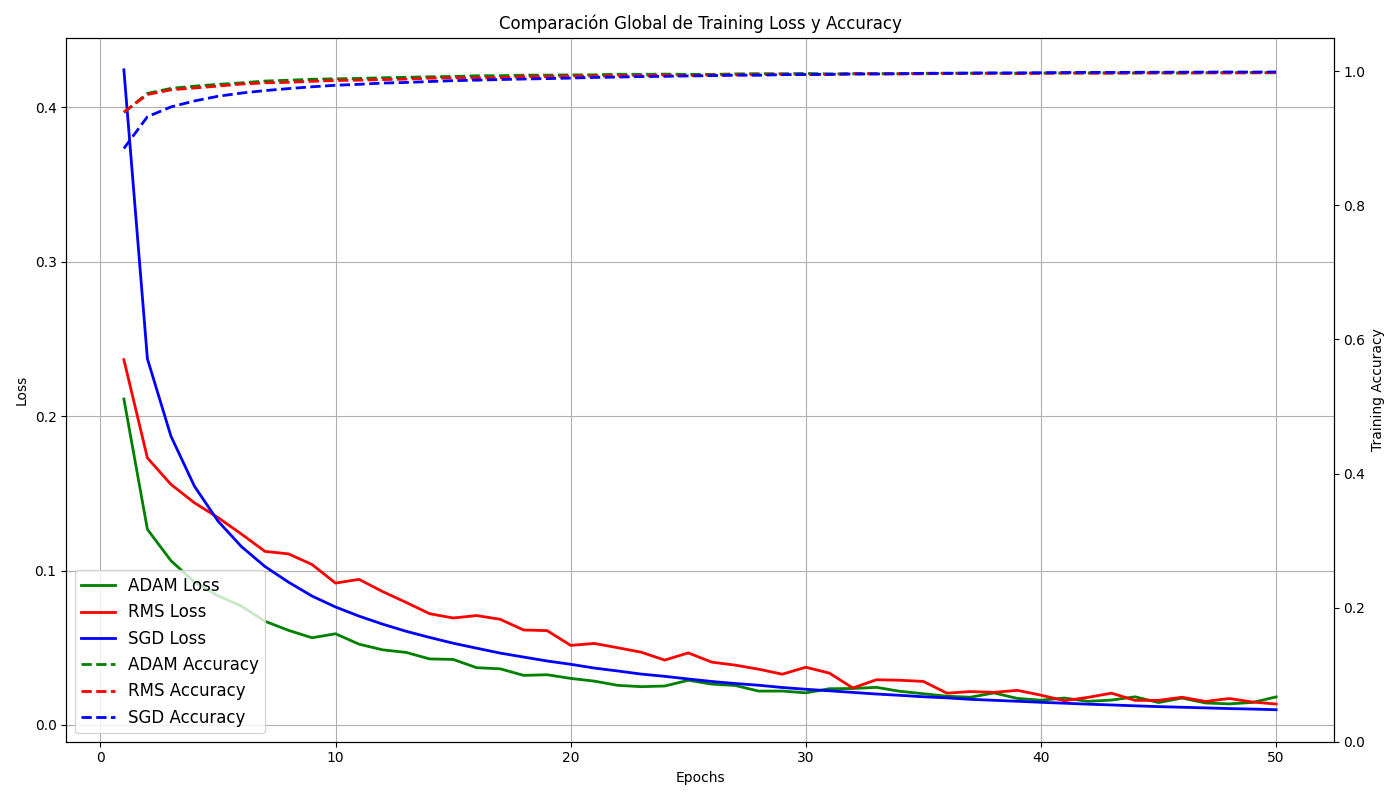 Comparación Global de Training Loss y Accuracy
Loss
0.4
0.3
0.2
0.1
0.0
ADAM Loss
RMS Loss
SGD Loss
ADAM Accuracy
RMS Accuracy
SGD Accuracy
1.0
0.8
0.6
0.4
0.2
0.0
Training Accuracy
0 10 20 30 40 50
Epochs